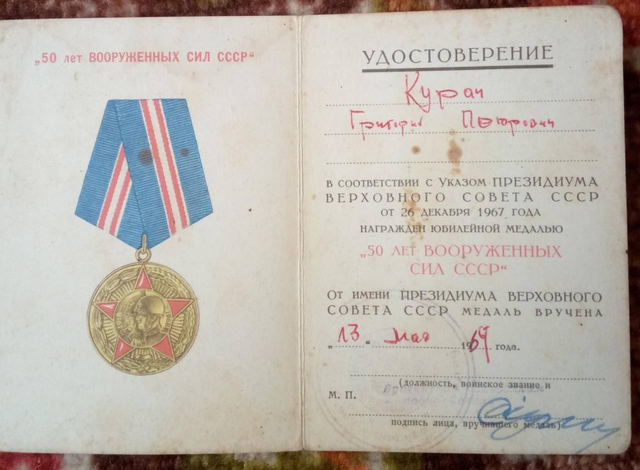 „50 лет ВООРУЖЕННЫХ СИЛ СССР“
УДОСТОВЕРЕНИЕ
Курач
Григорий Петрович
В СООТВЕТСТВИИ С УКАЗОМ ПРЕЗИДИУМА
ВЕРХОВНОГО СОВЕТА СССР
ОТ 26 ДЕКАБРЯ 1967 ГОДА
НАГРАЖДЕН ЮБИЛЕЙНОЙ МЕДАЛЬЮ
„50 ЛЕТ ВООРУЖЕННЫХ
СИЛ СССР“
ОТ ИМЕНИ ПРЕЗИДИУМА ВЕРХОВНОГО
СОВЕТА СССР МЕДАЛЬ ВРУЧЕНА
„13“ мая 1969 года.
(должность, воинское звание и
М. П.
подпись лица, вручившего медаль)